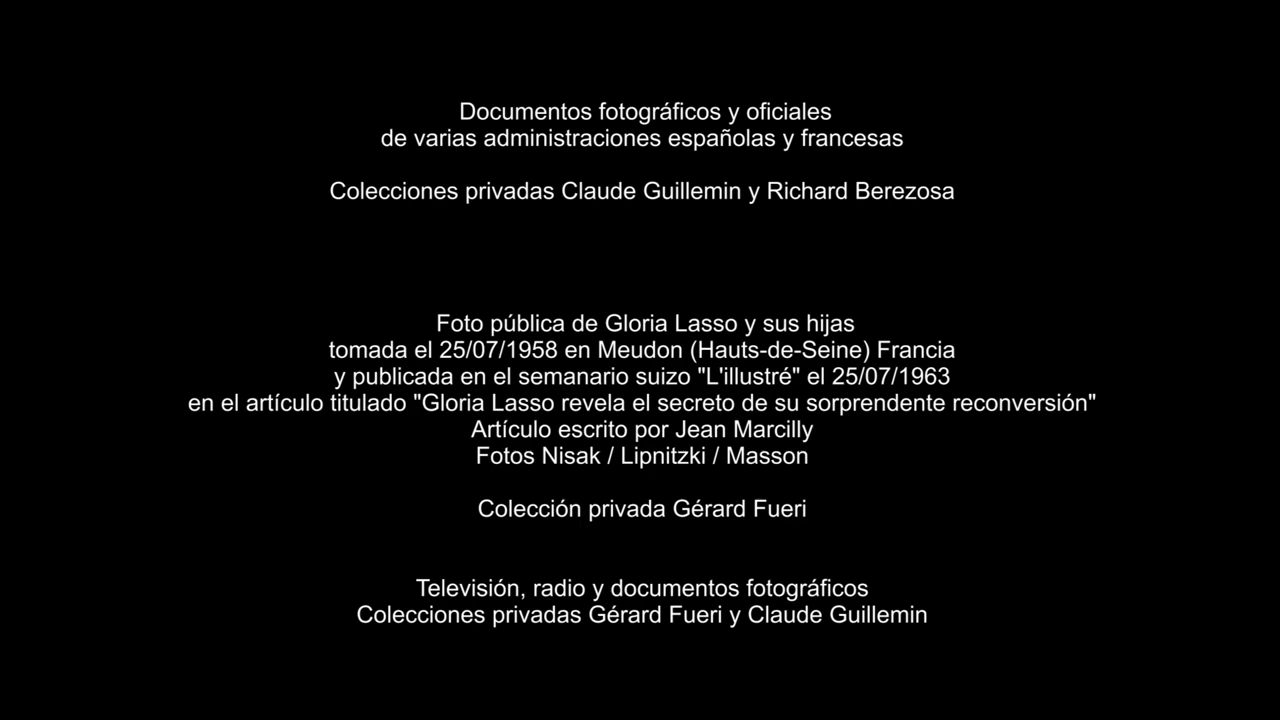 Documentos fotográficos y oficiales
de varias administraciones españolas y francesas
Colecciones privadas Claude Guillemin y Richard Berezosa
Foto pública de Gloria Lasso y sus hijas
tomada el 25/07/1958 en Meudon (Hauts-de-Seine) Francia
y publicada en el semanario suizo "L'illustré" el 25/07/1963
en el artículo titulado "Gloria Lasso revela el secreto de su sorprendente reconversión"
Artículo escrito por Jean Marcilly
Fotos Nisak / Lipnitzki / Masson
Colección privada Gérard Fueri
Televisión, radio y documentos fotográficos
Colecciones privadas Gérard Fueri y Claude Guillemin